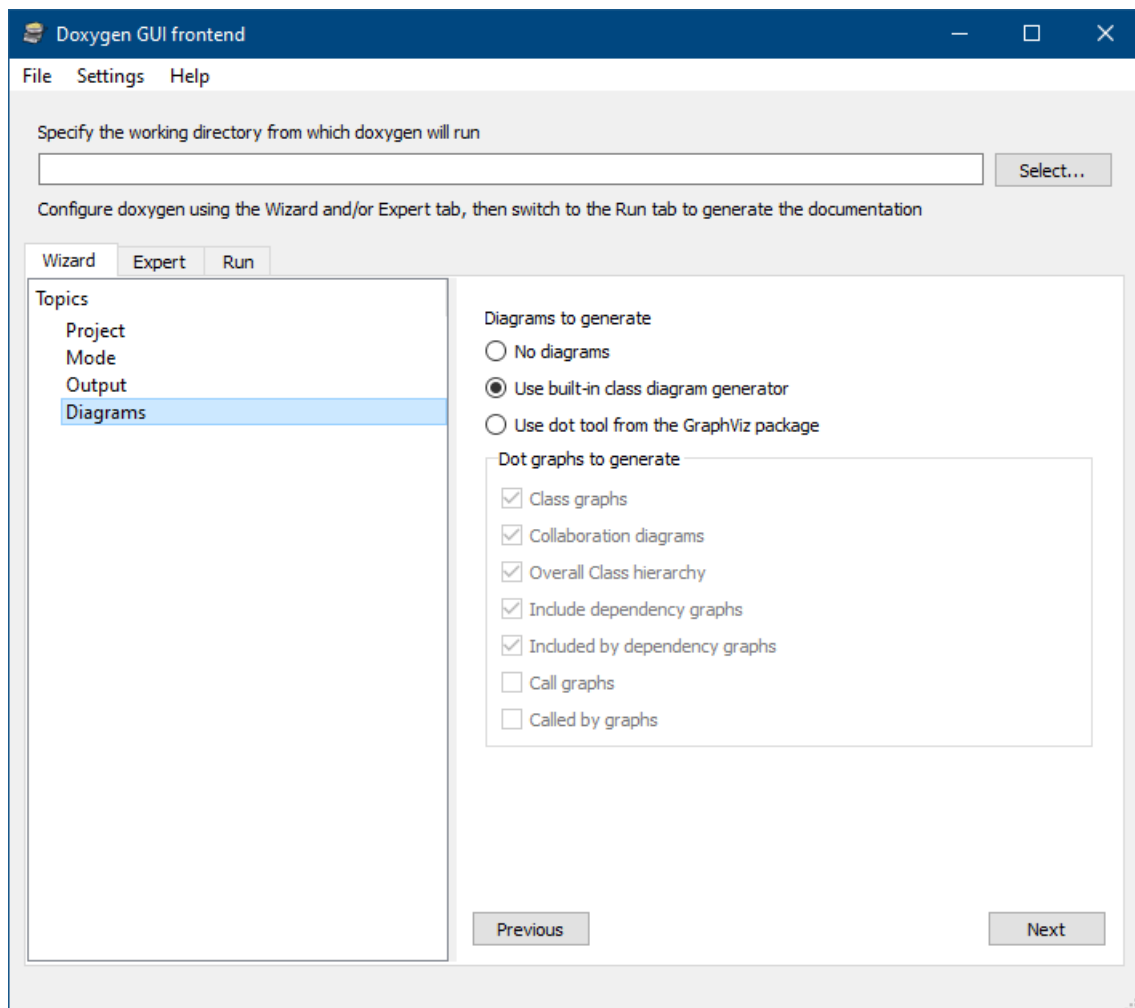 Doxygen GUI frontend
File Settings Help
Specify the working directory from which doxygen will run
Select...
Configure doxygen using the Wizard and/or Expert tab, then switch to the Run tab to generate the documentation
Wizard Expert Run
Topics
Project
Mode
Output
Diagrams
Diagrams to generate
No diagrams
Use built-in class diagram generator
Use dot tool from the GraphViz package
Dot graphs to generate
Class graphs
Collaboration diagrams
Overall Class hierarchy
Include dependency graphs
Included by dependency graphs
Call graphs
Called by graphs
Previous Next